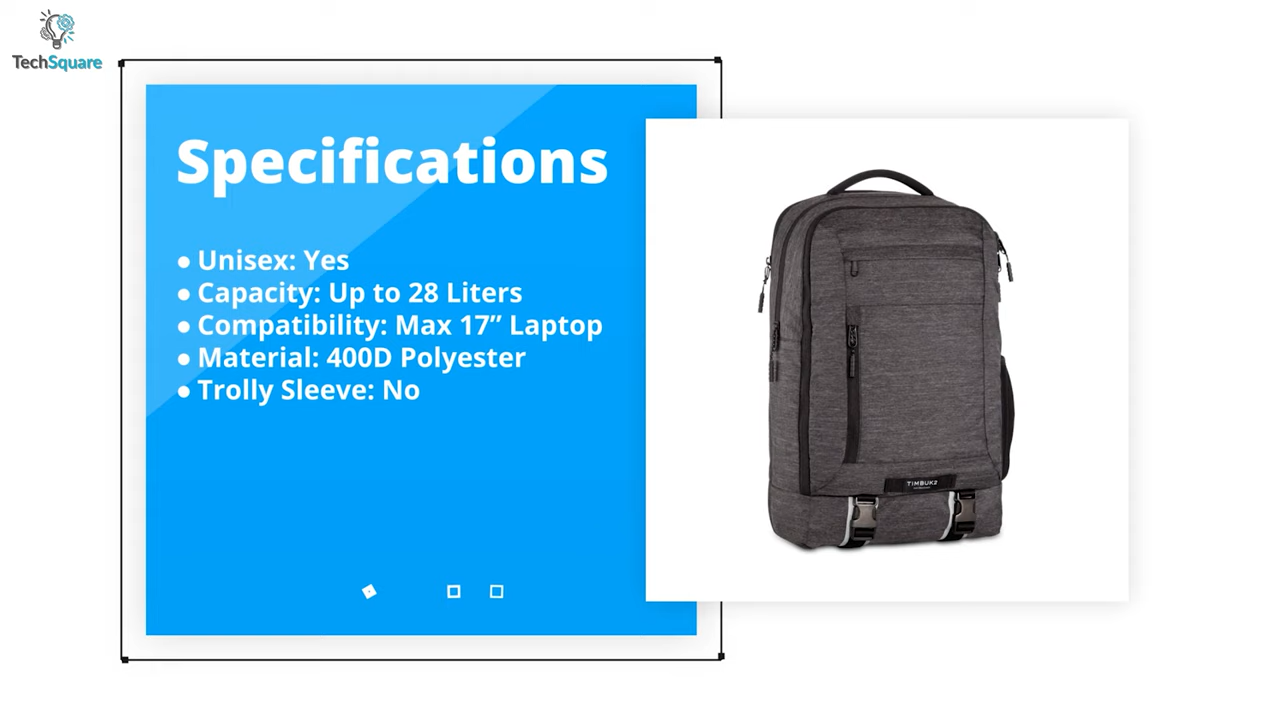 TechSquare
Specifications
● Unisex: Yes
● Capacity: Up to 28 Liters
● Compatibility: Max 17” Laptop
● Material: 400D Polyester
● Trolly Sleeve: No
TIMBUK2